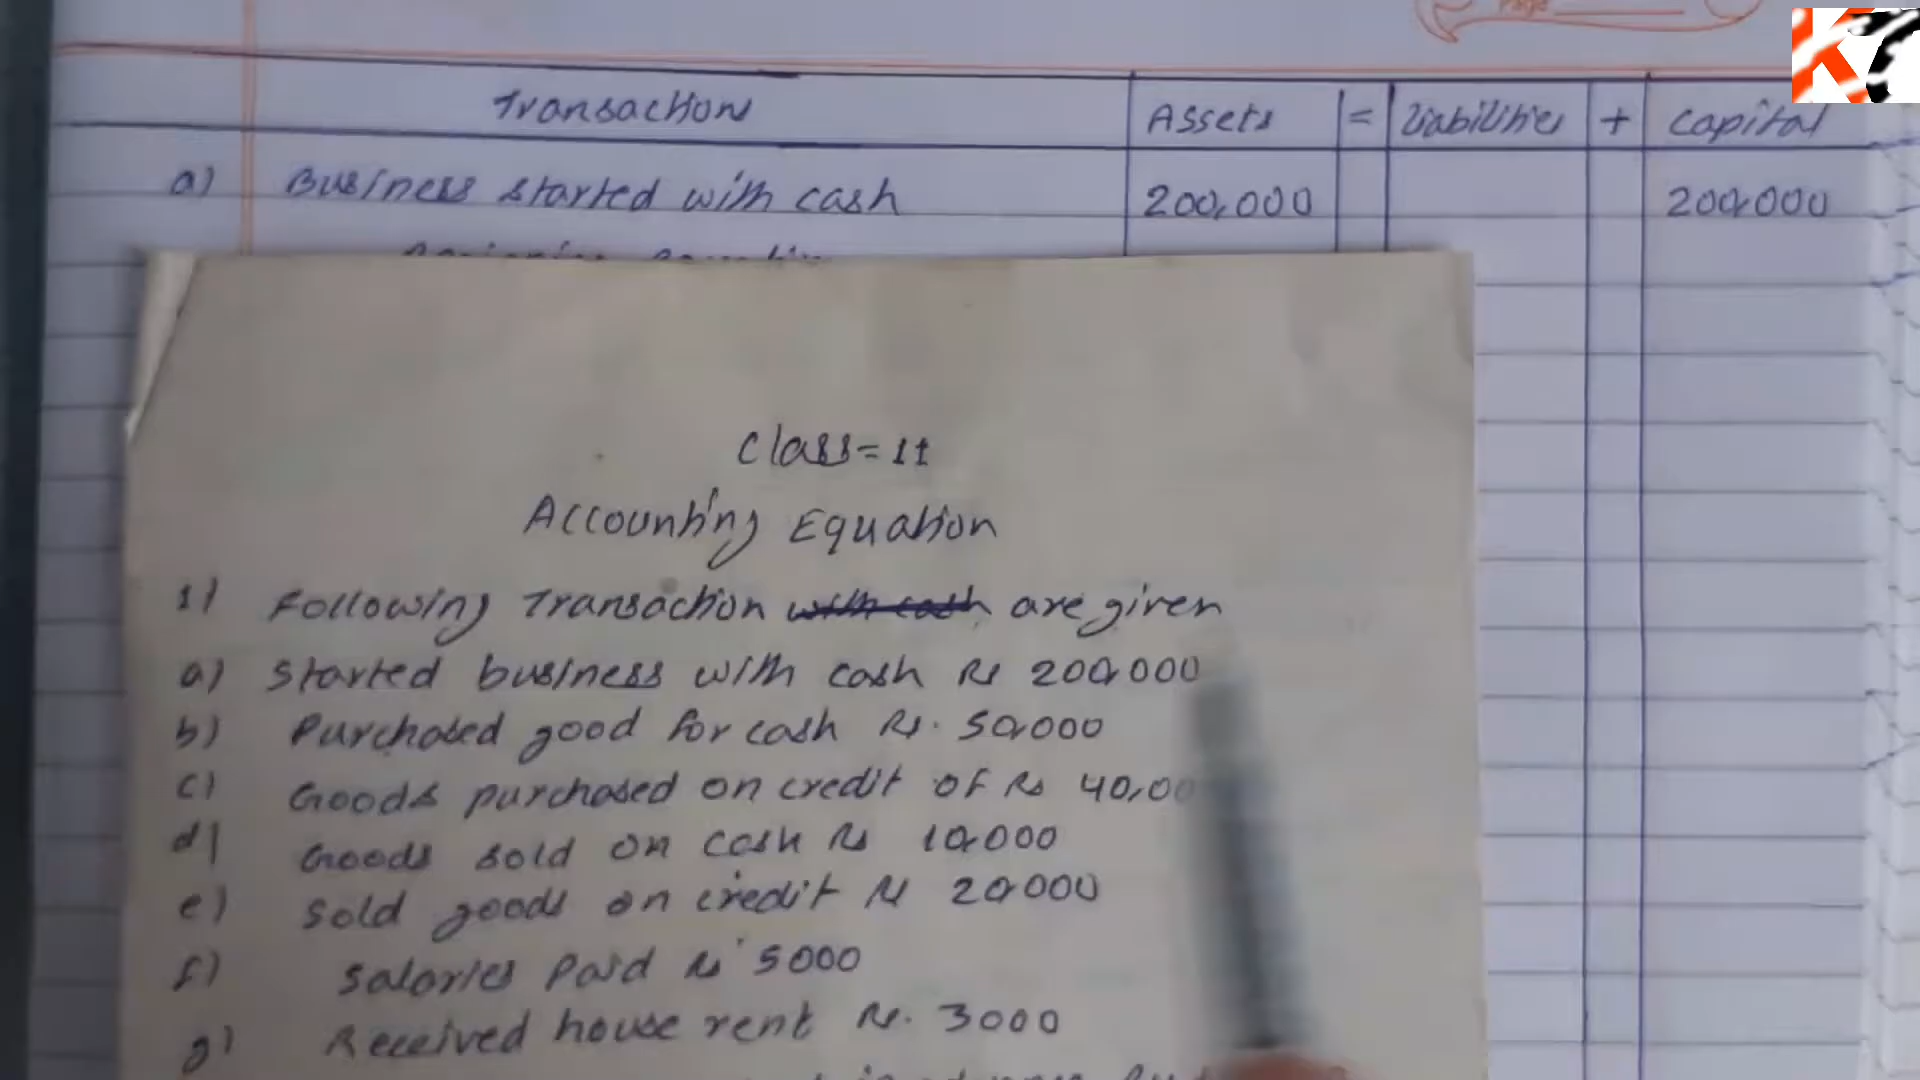 Page
Transaction Assets = Liabilities + Capital
a) Business started with cash 200,000 200,000
Class=11
Accounting Equation
1) Following Transaction are given
a) Started business with cash Rs 200,000
b) Purchased good for cash Rs. 50,000
c) Goods purchased on credit of Rs 40,00
d) Goods sold on cash Rs 10,000
e) Sold goods on credit Rs 20,000
f) Salaries Paid Rs 5000
g) Received house rent Rs. 3000
in advance